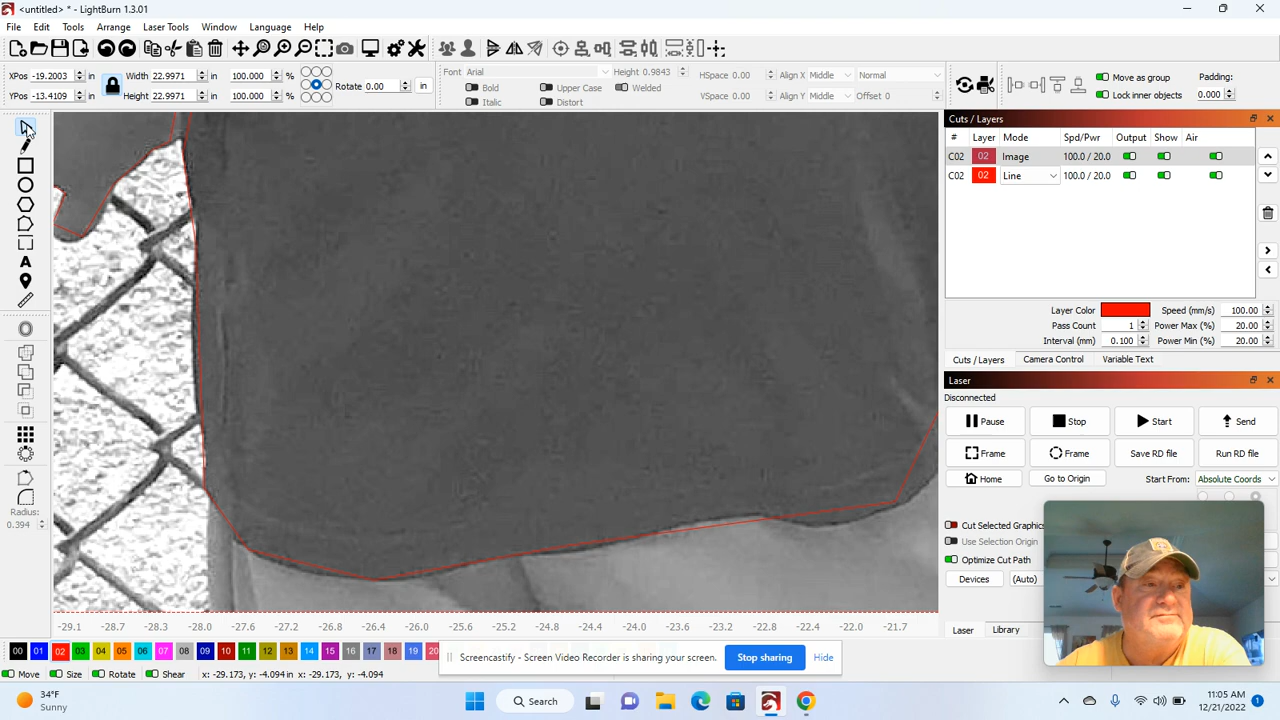 <untitled> * - LightBurn 1.3.01
File Edit Tools Arrange Laser Tools Window Language Help
XPos -19.2003 in Width 22.9971 in 100.000 %
YPos -13.4109 in Height 22.9971 in 100.000 %
Rotate 0.00 in
Font Arial Height 0.9843 HSpace 0.00 Align X Middle Normal
Bold Upper Case Welded
Italic Distort VSpace 0.00 Align Y Middle Offset 0
Move as group Padding:
Lock inner objects 0.000
Cuts / Layers
# Layer Mode Spd/Pwr Output Show Air
C02 02 Image 100.0 / 20.0
C02 02 Line 100.0 / 20.0
Layer Color Speed (mm/s) 100.00
Pass Count 1 Power Max (%) 20.00
Interval (mm) 0.100 Power Min (%) 20.00
Cuts / Layers Camera Control Variable Text
Laser
Disconnected
Pause Stop Start Send
Frame Frame Save RD file Run RD file
Home Go to Origin Start From: Absolute Coords
Cut Selected Graphics
Use Selection Origin
Optimize Cut Path
Devices (Auto)
Laser Library
A
Radius:
0.394
-29.1 -28.7 -28.3 -28.0 -27.6 -27.2 -26.8 -26.4 -26.0 -25.6 -25.2 -24.8 -24.4 -24.0 -23.6 -23.2 -22.8 -22.4 -22.0 -21.7
00 01 02 03 04 05 06 07 08 09 10 11 12 13 14 15 16 17 18 19 20
Screencastify - Screen Video Recorder is sharing your screen. Stop sharing Hide
Move Size Rotate Shear x: -29.173, y: -4.094 in x: -29.173, y: -4.094
34°F
Sunny
Search
11:05 AM
12/21/2022